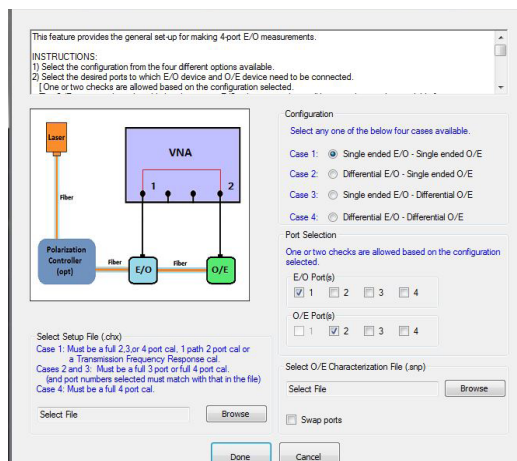 This feature provides the general set-up for making 4-port E/O measurements.
INSTRUCTIONS:
1) Select the configuration from the four different options available.
2) Select the desired ports to which E/O device and O/E device need to be connected.
[ One or two checks are allowed based on the configuration selected.
Laser
VNA
1
2
Fiber
Polarization
Controller
(opt)
Fiber
E/O
Fiber
O/E
Configuration
Select any one of the below four cases available.
Case 1: Single ended E/O - Single ended O/E
Case 2: Differential E/O - Single ended O/E
Case 3: Single ended E/O - Differential O/E
Case 4: Differential E/O - Differential O/E
Port Selection
One or two checks are allowed based on the configuration
selected.
E/O Port(s)
1 2 3 4
O/E Port(s)
1 2 3 4
Select Setup File (.chx)
Case 1: Must be a full 2,3,or 4 port cal, 1 path 2 port cal or
a Transmission Frequency Response cal.
Cases 2 and 3: Must be a full 3 port or full 4 port cal.
(and port numbers selected must match with that in the file)
Case 4: Must be a full 4 port cal.
Select File Browse
Select O/E Characterization File (.snp)
Select File Browse
Swap ports
Done Cancel